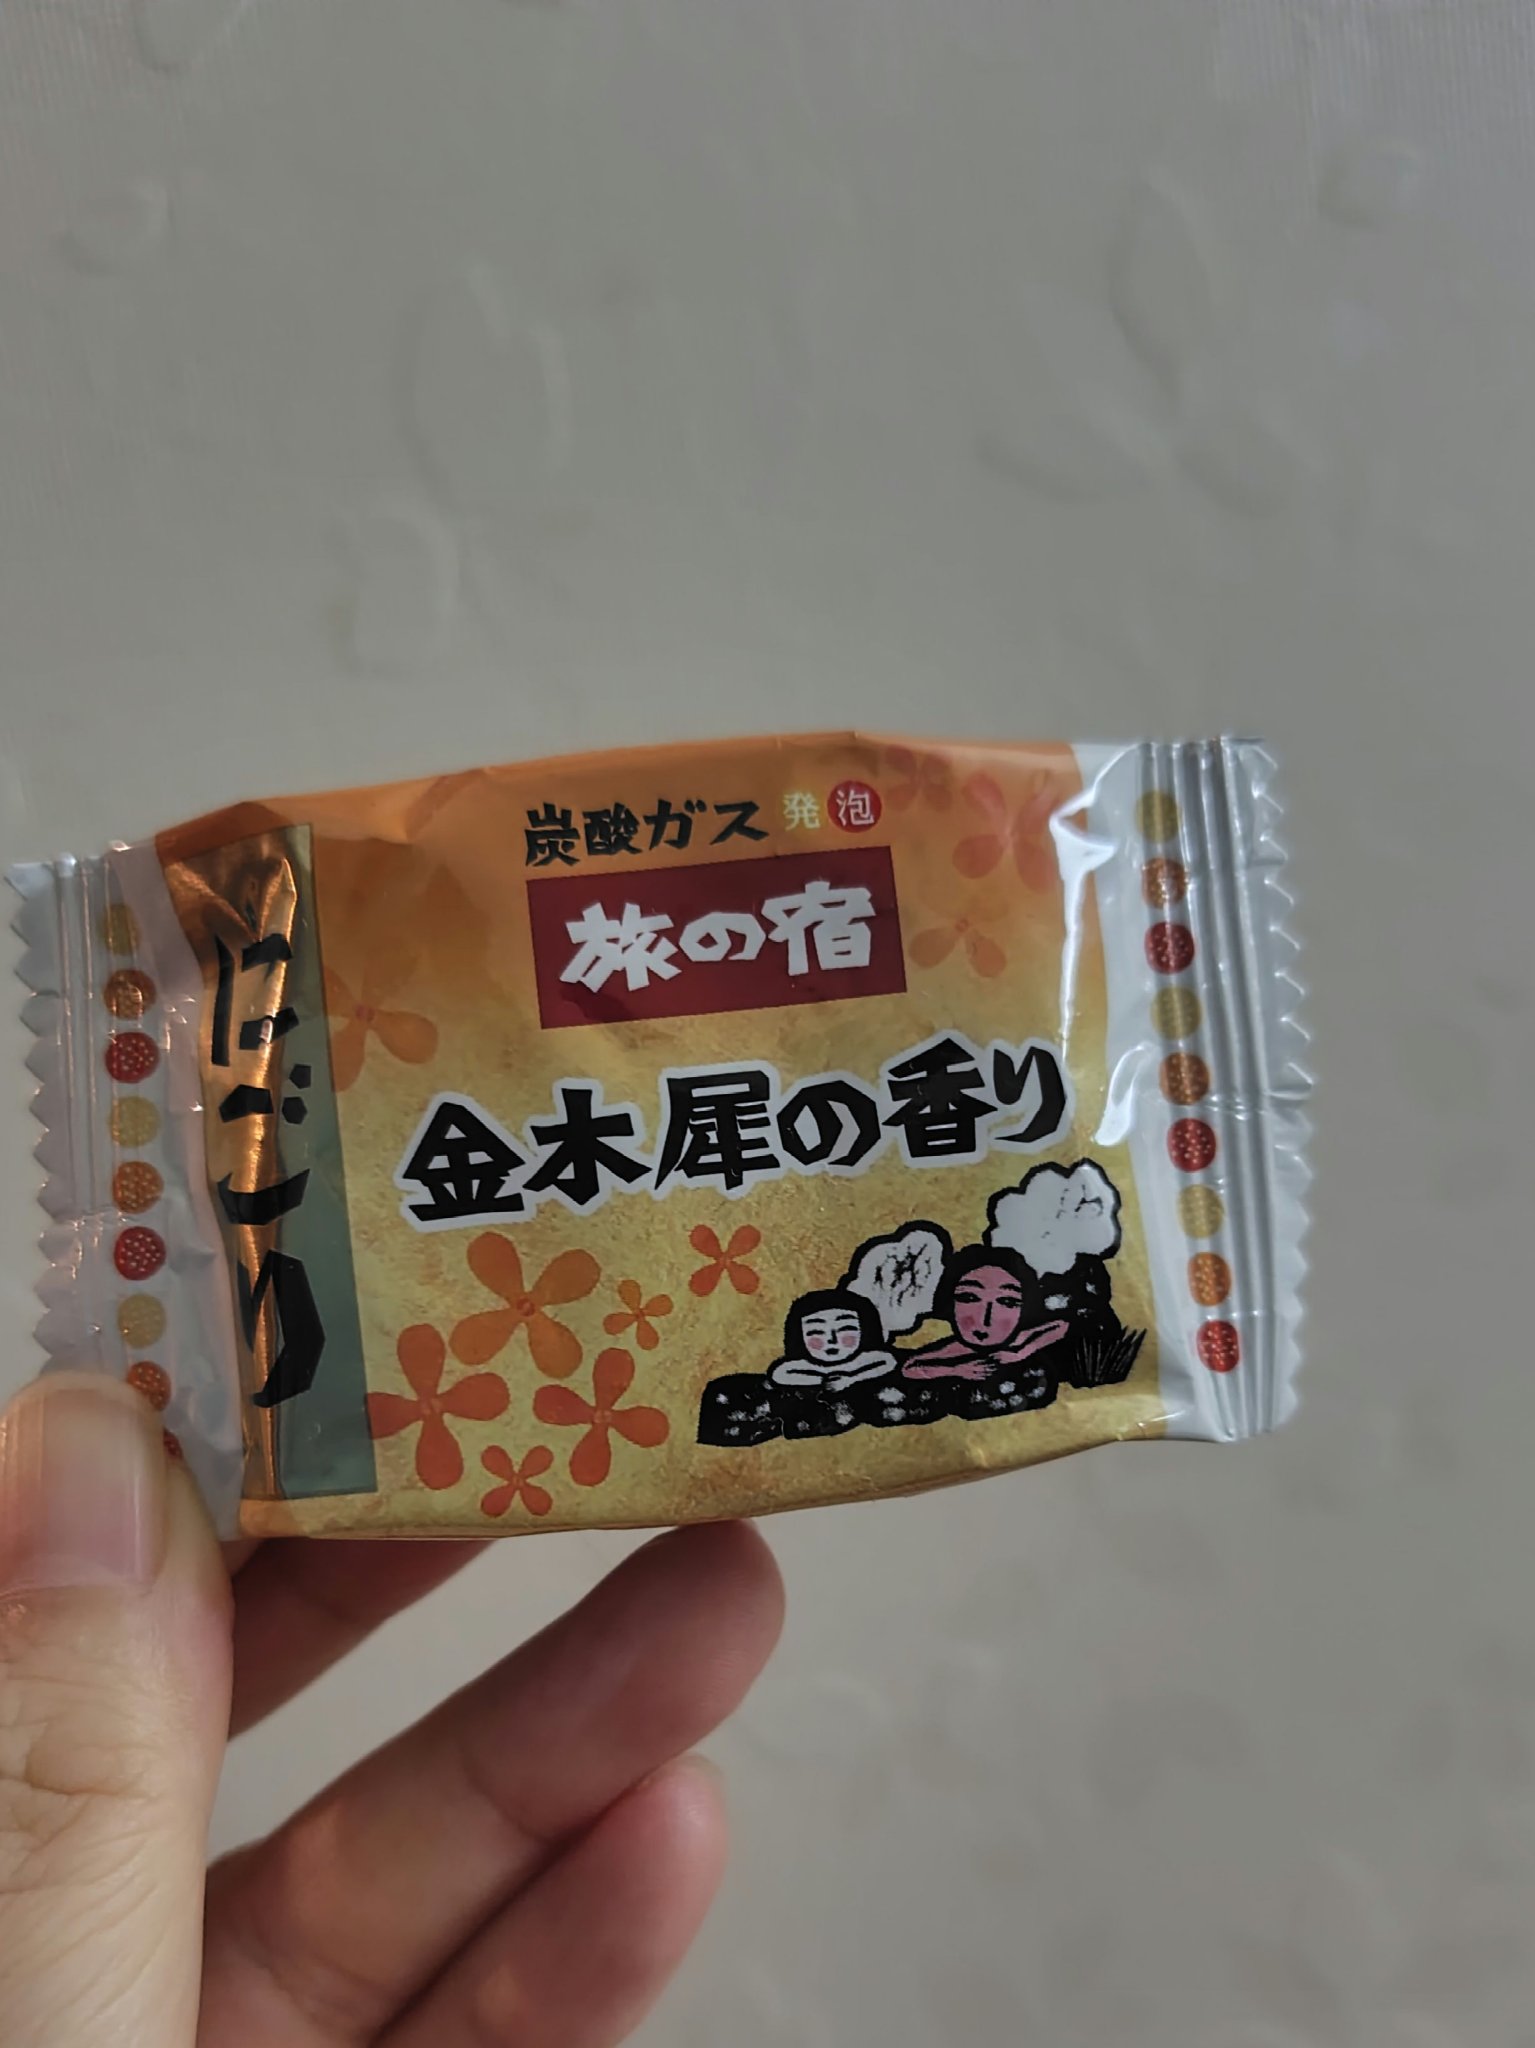 炭酸ガス 発泡
旅の宿
金木犀の香り
にごり